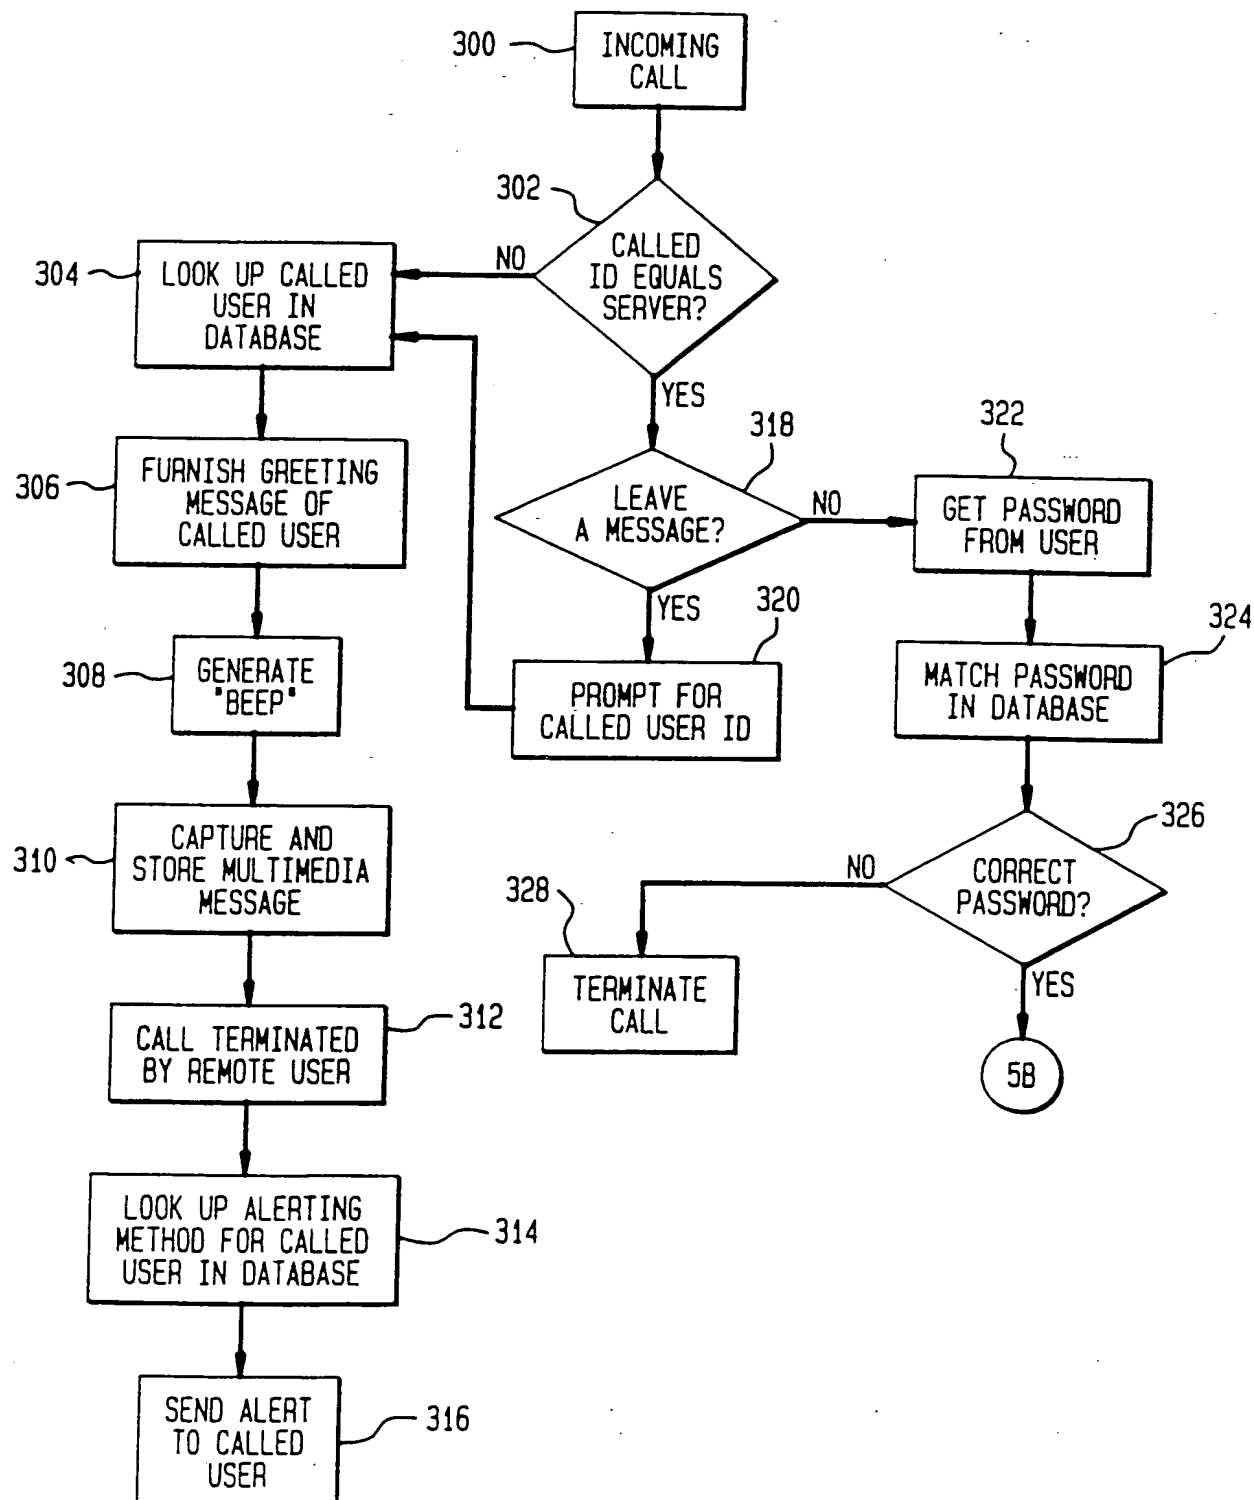 300
INCOMING
CALL
302
CALLED
ID EQUALS
SERVER?
NO
YES
304
LOOK UP CALLED
USER IN
DATABASE
306
FURNISH GREETING
MESSAGE OF
CALLED USER
308
GENERATE
"BEEP"
310
CAPTURE AND
STORE MULTIMEDIA
MESSAGE
312
CALL TERMINATED
BY REMOTE USER
314
LOOK UP ALERTING
METHOD FOR CALLED
USER IN DATABASE
316
SEND ALERT
TO CALLED
USER
318
LEAVE
A MESSAGE?
NO
YES
320
PROMPT FOR
CALLED USER ID
322
GET PASSWORD
FROM USER
324
MATCH PASSWORD
IN DATABASE
326
CORRECT
PASSWORD?
NO
YES
328
TERMINATE
CALL
5B